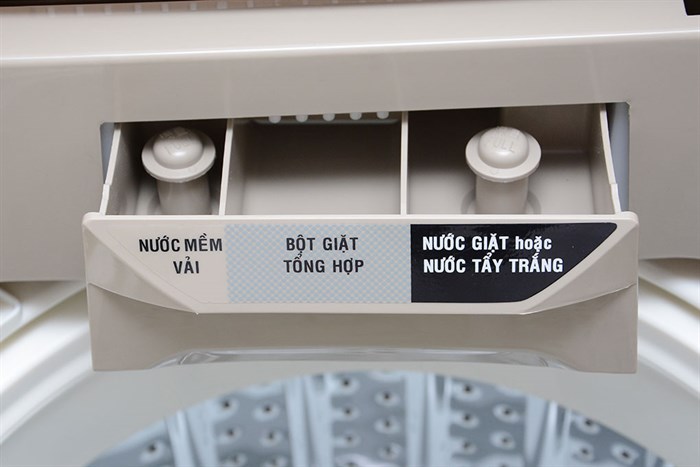 NƯỚC MỀM
VẢI
BỘT GIẶT
TỔNG HỢP
NƯỚC GIẶT hoặc
NƯỚC TẨY TRẮNG